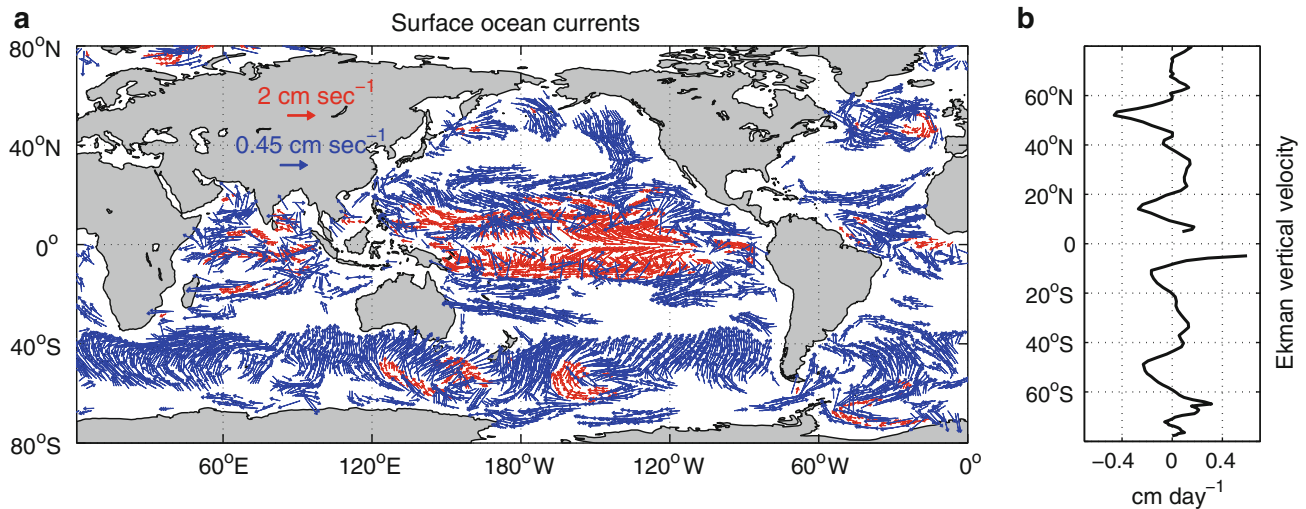 a
Surface ocean currents
b
80°N
2 cm sec⁻¹
60°N
0.45 cm sec⁻¹
40°N
40°N
20°N
0°
0
20°S
40°S
40°S
60°S
80°S
60°E 120°E 180°W 120°W 60°W 0°
−0.4 0 0.4
cm day⁻¹
Ekman vertical velocity